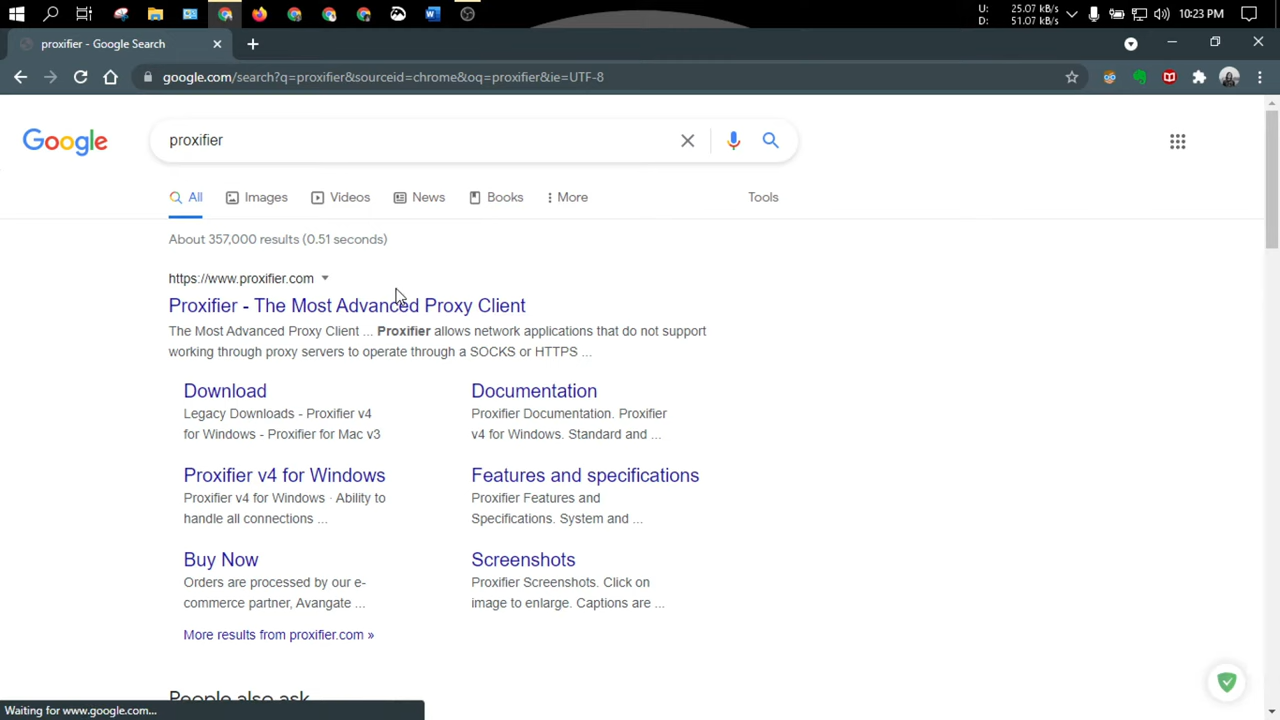 U: 25.07 kB/s
D: 51.07 kB/s
10:23 PM
proxifier - Google Search
google.com/search?q=proxifier&sourceid=chrome&oq=proxifier&ie=UTF-8
Google
proxifier
All Images Videos News Books More Tools
About 357,000 results (0.51 seconds)
https://www.proxifier.com
Proxifier - The Most Advanced Proxy Client
The Most Advanced Proxy Client ... Proxifier allows network applications that do not support
working through proxy servers to operate through a SOCKS or HTTPS ...
Download
Legacy Downloads - Proxifier v4
for Windows - Proxifier for Mac v3
Documentation
Proxifier Documentation. Proxifier
v4 for Windows. Standard and ...
Proxifier v4 for Windows
Proxifier v4 for Windows · Ability to
handle all connections ...
Features and specifications
Proxifier Features and
Specifications. System and ...
Buy Now
Orders are processed by our e-
commerce partner, Avangate ...
Screenshots
Proxifier Screenshots. Click on
image to enlarge. Captions are ...
More results from proxifier.com »
People also ask
Waiting for www.google.com...